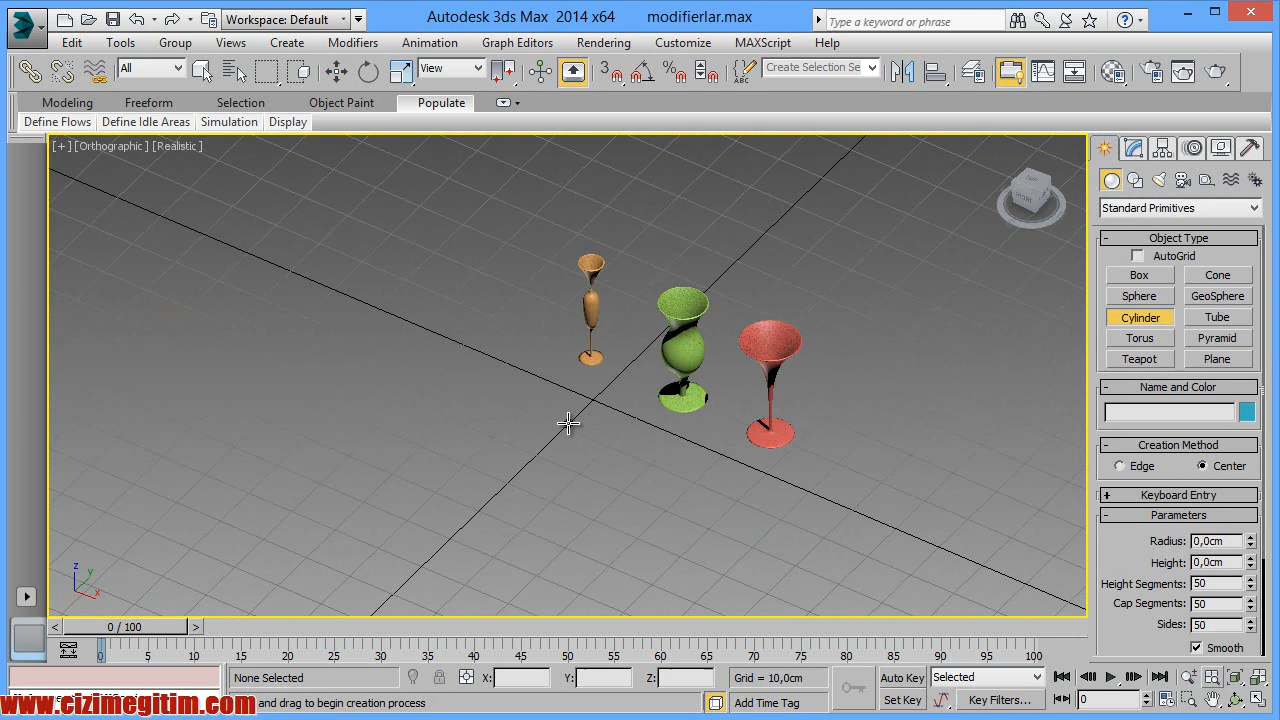 Workspace: Default
Autodesk 3ds Max 2014 x64 modifierlar.max
Type a keyword or phrase
Edit Tools Group Views Create Modifiers Animation Graph Editors Rendering Customize MAXScript Help
All
View
3
ABC
Create Selection Se
Modeling Freeform Selection Object Paint Populate
Define Flows Define Idle Areas Simulation Display
[+] [Orthographic] [Realistic]
FRONT
Standard Primitives
- Object Type
AutoGrid
Box Cone
Sphere GeoSphere
Cylinder Tube
Torus Pyramid
Teapot Plane
- Name and Color
- Creation Method
Edge Center
+ Keyboard Entry
- Parameters
Radius: 0,0cm
Height: 0,0cm
Height Segments: 50
Cap Segments: 50
Sides: 50
Smooth
z
y
x
< 0 / 100 >
0 5 10 15 20 25 30 35 40 45 50 55 60 65 70 75 80 85 90 95 100
None Selected X: Y: Z: Grid = 10,0cm Auto Key Selected
www.cizimegitim.com and drag to begin creation process Add Time Tag Set Key Key Filters... 0